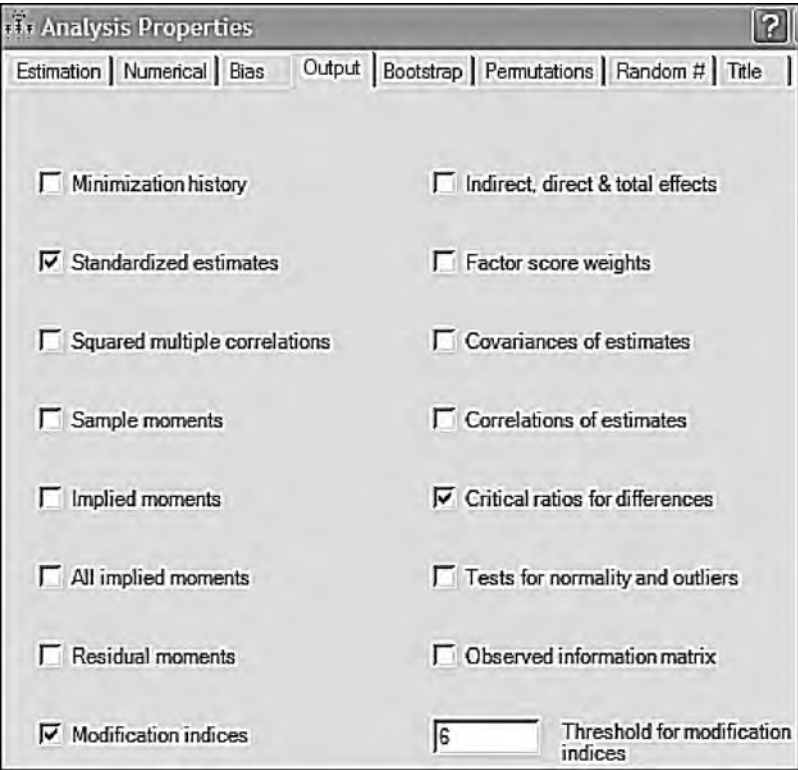 Analysis Properties
?
Estimation Numerical Bias Output Bootstrap Permutations Random # Title
Minimization history
Indirect, direct & total effects
Standardized estimates
Factor score weights
Squared multiple correlations
Covariances of estimates
Sample moments
Correlations of estimates
Implied moments
Critical ratios for differences
All implied moments
Tests for normality and outliers
Residual moments
Observed information matrix
Modification indices
6
Threshold for modification
indices